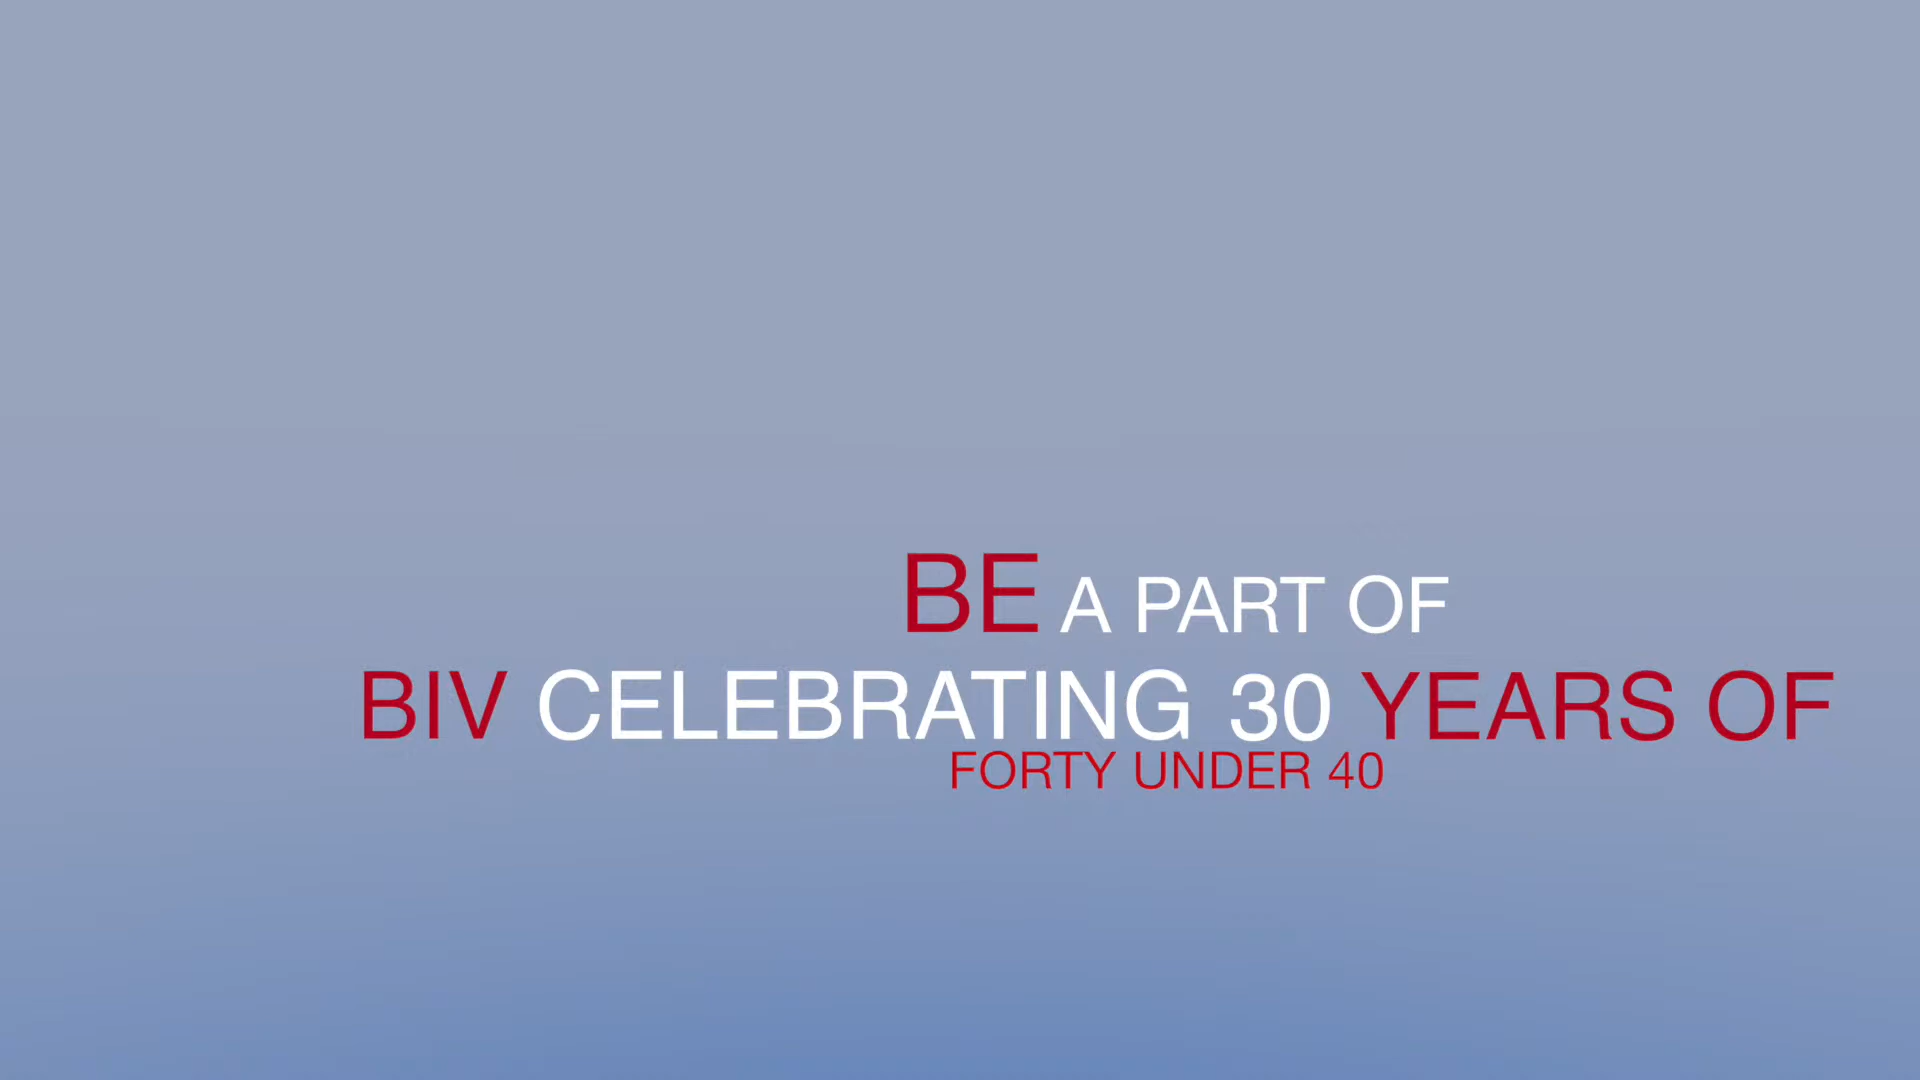 BE A PART OF
BIV CELEBRATING 30 YEARS OF
FORTY UNDER 40